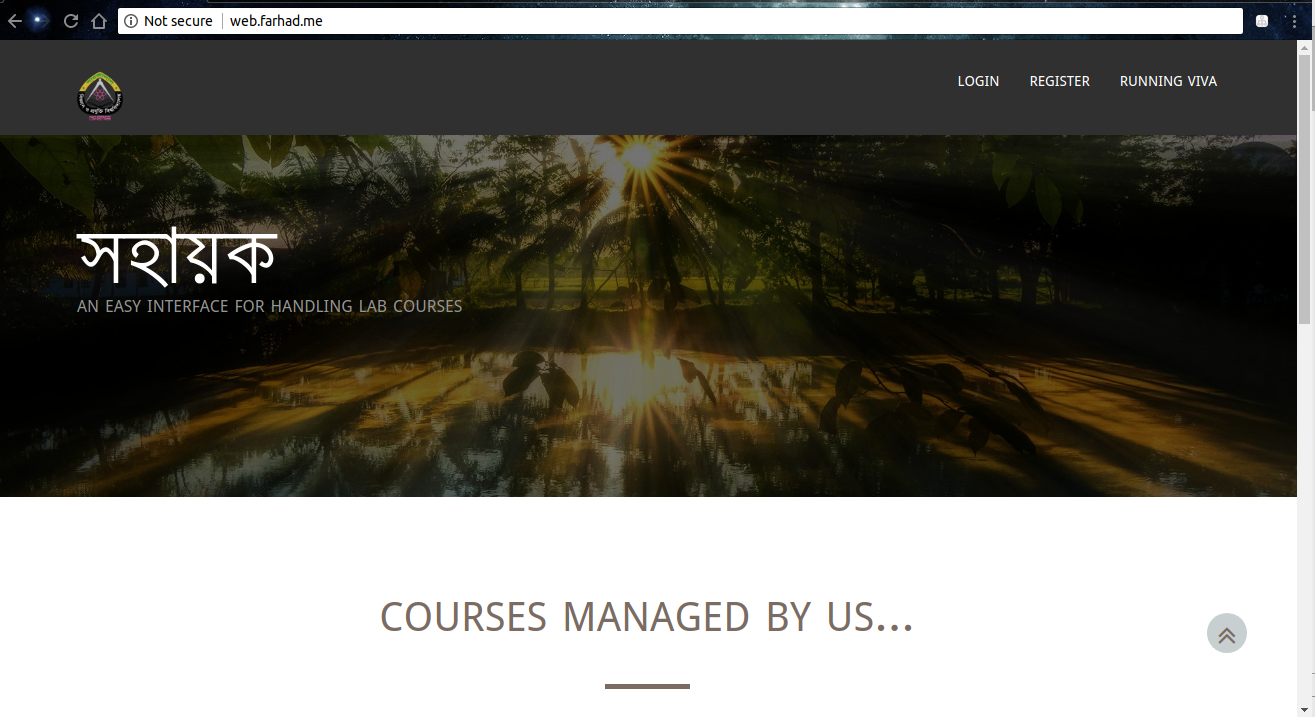 Not secure web.farhad.me
LOGIN REGISTER RUNNING VIVA
সহায়ক
AN EASY INTERFACE FOR HANDLING LAB COURSES
COURSES MANAGED BY US...